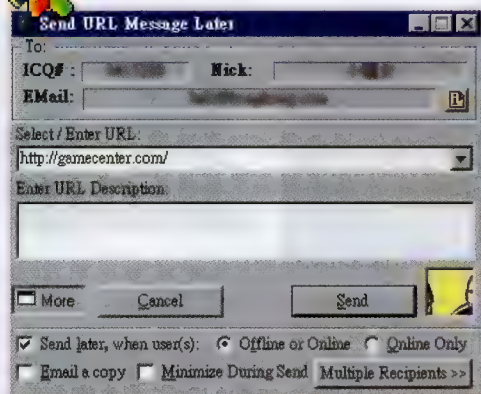 Send URL Message Later
To:
ICQ# : Nick:
EMail:
Select / Enter URL:
http://gamecenter.com/
Enter URL Description:
More Cancel Send
Send later, when user(s): Offline or Online Online Only
Email a copy Minimize During Send Multiple Recipients >>